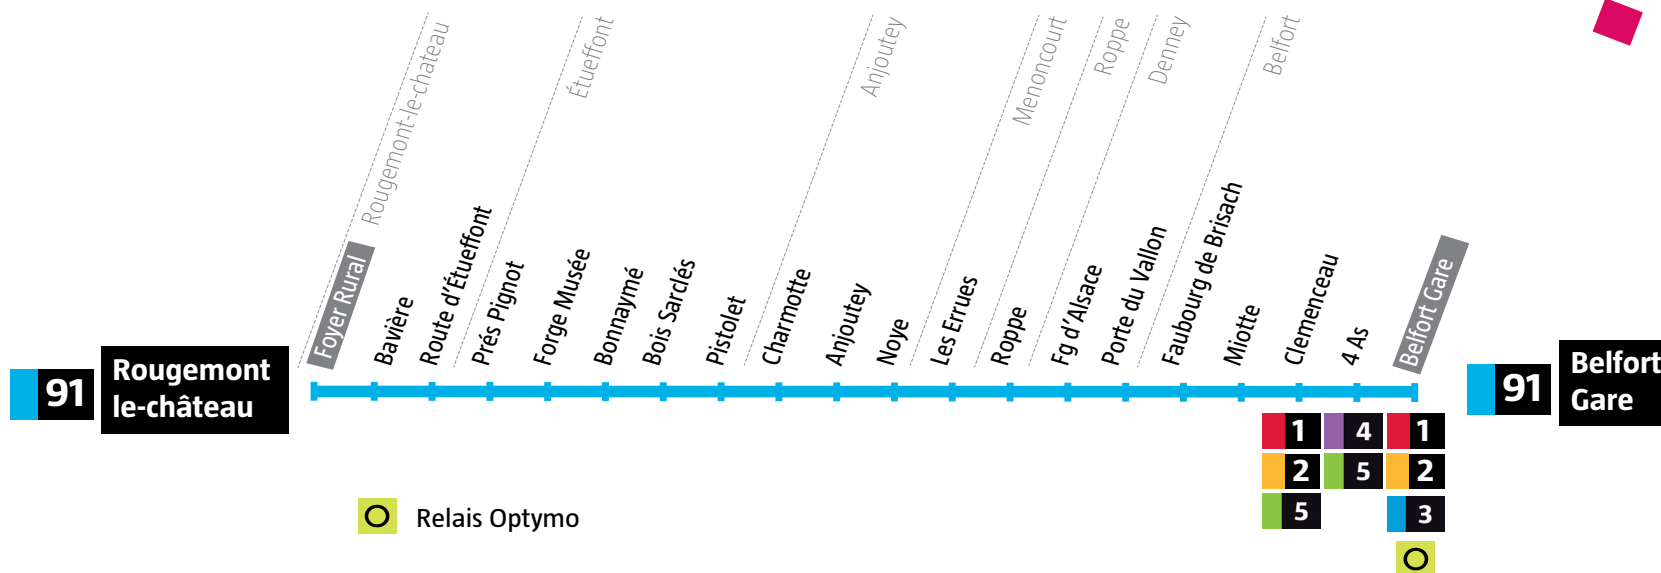 Rougemont-le-chateau
Étueffont
Anjoutey
Menoncourt
Roppe
Denney
Belfort
Foyer Rural
Bavière
Route d'Étueffont
Prés Pignot
Forge Musée
Bonnaymé
Bois Sarclés
Pistolet
Charmotte
Anjoutey
Noye
Les Errues
Roppe
Fg d'Alsace
Porte du Vallon
Faubourg de Brisach
Miotte
Clemenceau
4 As
Belfort Gare
91
Rougemont
le-château
91
Belfort
Gare
1 4 1
2 5 2
5 3
Relais Optymo